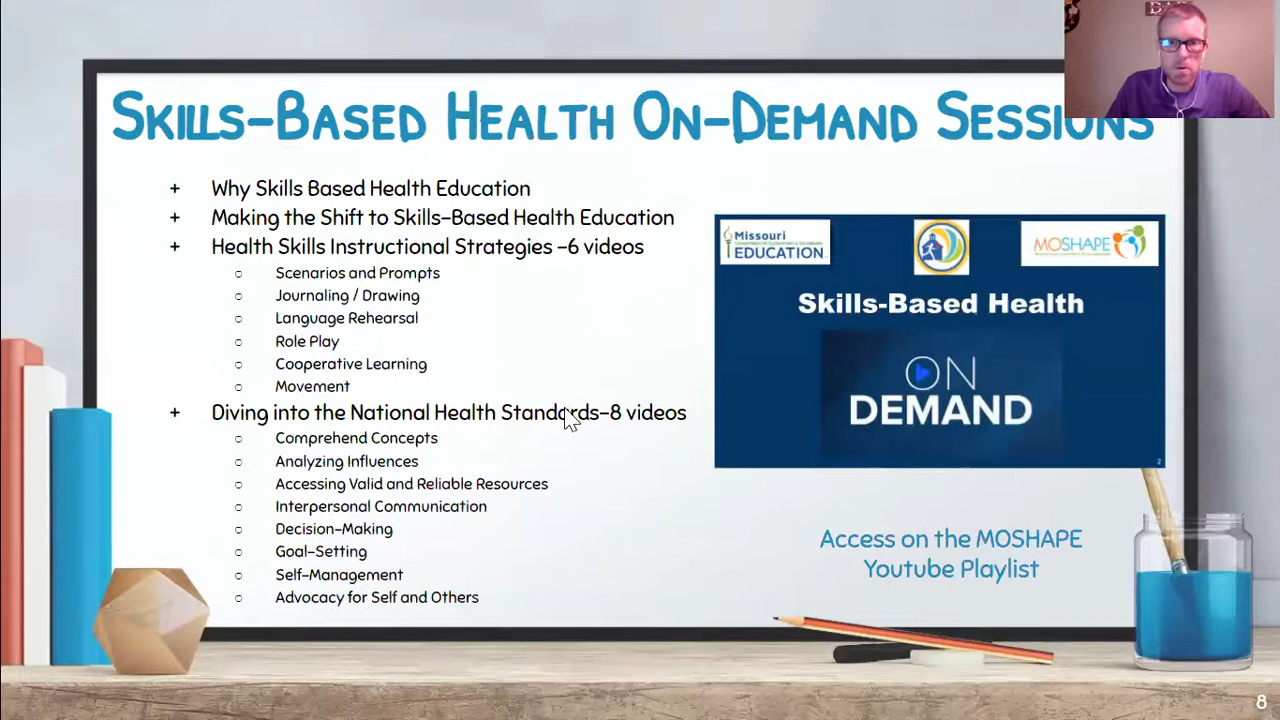 DAD
Skills-Based Health On-Demand Sessions
+ Why Skills Based Health Education
+ Making the Shift to Skills-Based Health Education
+ Health Skills Instructional Strategies -6 videos
○ Scenarios and Prompts
○ Journaling / Drawing
○ Language Rehearsal
○ Role Play
○ Cooperative Learning
○ Movement
+ Diving into the National Health Standards-8 videos
○ Comprehend Concepts
○ Analyzing Influences
○ Accessing Valid and Reliable Resources
○ Interpersonal Communication
○ Decision-Making
○ Goal-Setting
○ Self-Management
○ Advocacy for Self and Others
Missouri
EDUCATION
MOSHAPE
Skills-Based Health
ON
DEMAND
2
Access on the MOSHAPE
Youtube Playlist
8